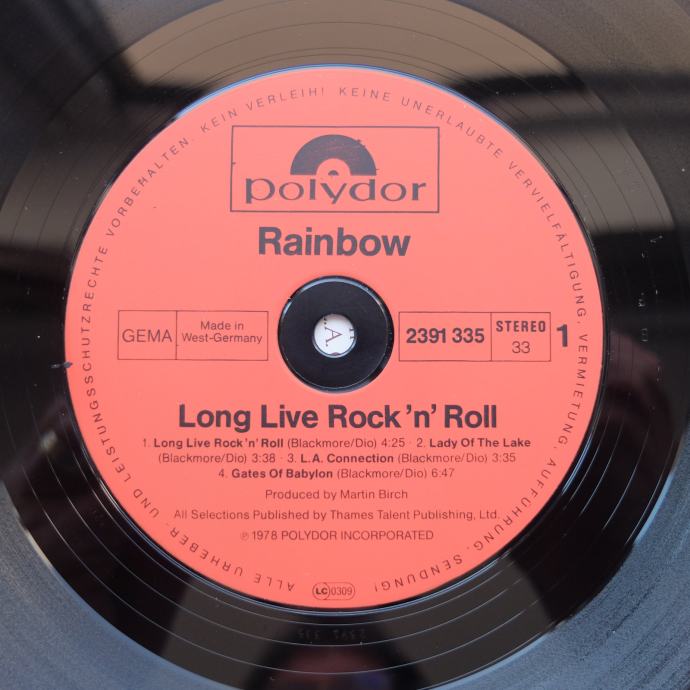 ALLE URHEBER- UND LEISTUNGSSCHUTZRECHTE VORBEHALTEN. KEIN VERLEIH! KEINE UNERLAUBTE VERVIELFÄLTIGUNG, VERMIETUNG, AUFFÜHRUNG, SENDUNG!
polydor
Rainbow
GEMA
Made in
West-Germany
A
2391 335
STEREO
33
1
Long Live Rock 'n' Roll
1. Long Live Rock 'n' Roll (Blackmore/Dio) 4:25 · 2. Lady Of The Lake
(Blackmore/Dio) 3:38 · 3. L.A. Connection (Blackmore/Dio) 3:35
4. Gates Of Babylon (Blackmore/Dio) 6:47
Produced by Martin Birch
All Selections Published by Thames Talent Publishing, Ltd.
℗ 1978 POLYDOR INCORPORATED
LC 0309